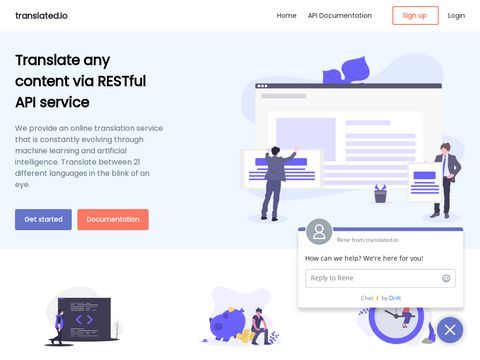 translated.io
Home
API Documentation
Sign up
Login
Translate any
content via RESTful
API service
We provide an online translation service
that is constantly evolving through
machine learning and artificial
intelligence. Translate between 21
different languages in the blink of an
eye.
Get started
Documentation
Rene from translated.io
How can we help? We're here for you!
Reply to Rene
Chat⚡by Drift